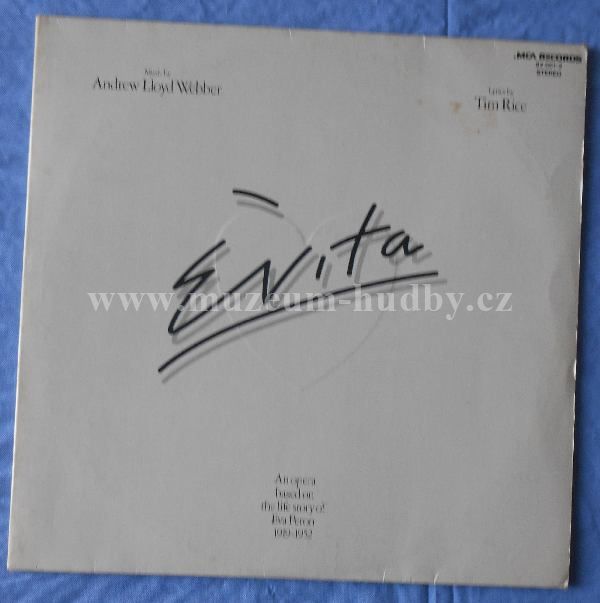 MCA RECORDS
STEREO
Music by
Andrew Lloyd Webber
Lyrics by
Tim Rice
Evita
www.muzeum-hudby.cz
An opera
based on
the life story of
Eva Peron
1919-1952